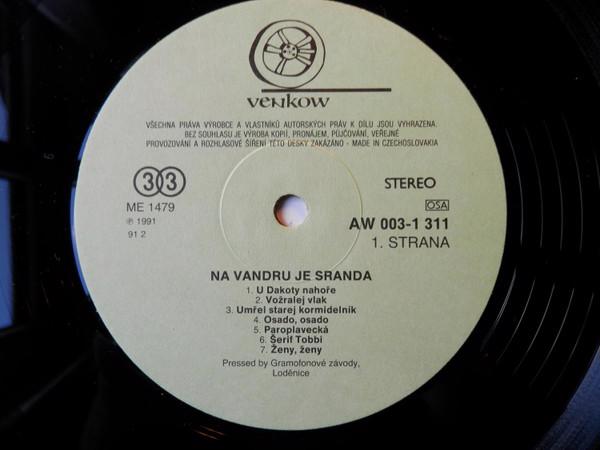 VENKOW
VŠECHNA PRÁVA VÝROBCE A VLASTNÍKŮ AUTORSKÝCH PRÁV K DÍLU JSOU VYHRAZENA.
BEZ SOUHLASU JE VÝROBA KOPIÍ, PRONÁJEM, PŮJČOVÁNÍ, VEŘEJNÉ
PROVOZOVÁNÍ A ROZHLASOVÉ ŠÍŘENÍ TÉTO DESKY ZAKÁZÁNO - MADE IN CZECHOSLOVAKIA
33
STEREO
ME 1479
OSA
℗ 1991
AW 003-1 311
91 2
1. STRANA
NA VANDRU JE SRANDA
1. U Dakoty nahoře
2. Vožralej vlak
3. Umřel starej kormidelník
4. Osado, osado
5. Paroplavecká
6. Šerif Tobbi
7. Ženy, ženy
Pressed by Gramofonové závody,
Loděnice